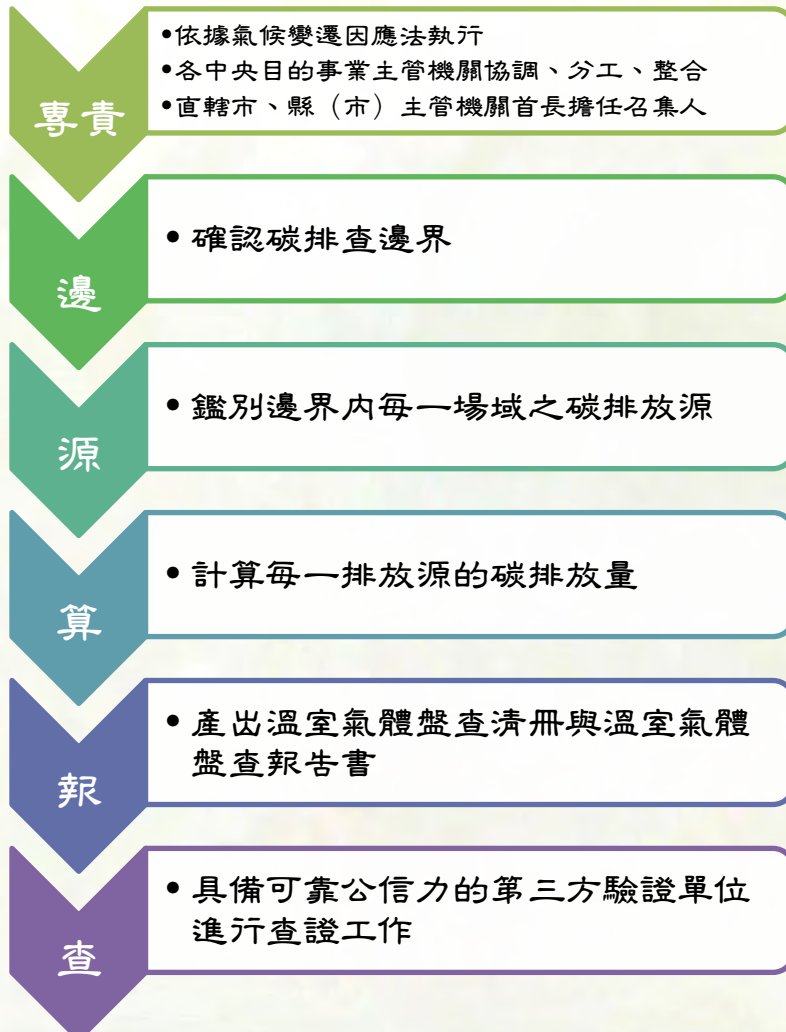 專責
•依據氣候變遷因應法執行
•各中央目的事業主管機關協調、分工、整合
•直轄市、縣（市）主管機關首長擔任召集人
邊
•確認碳排查邊界
源
•鑑別邊界內每一場域之碳排放源
算
•計算每一排放源的碳排放量
報
•產出溫室氣體盤查清冊與溫室氣體
盤查報告書
查
•具備可靠公信力的第三方驗證單位
進行查證工作